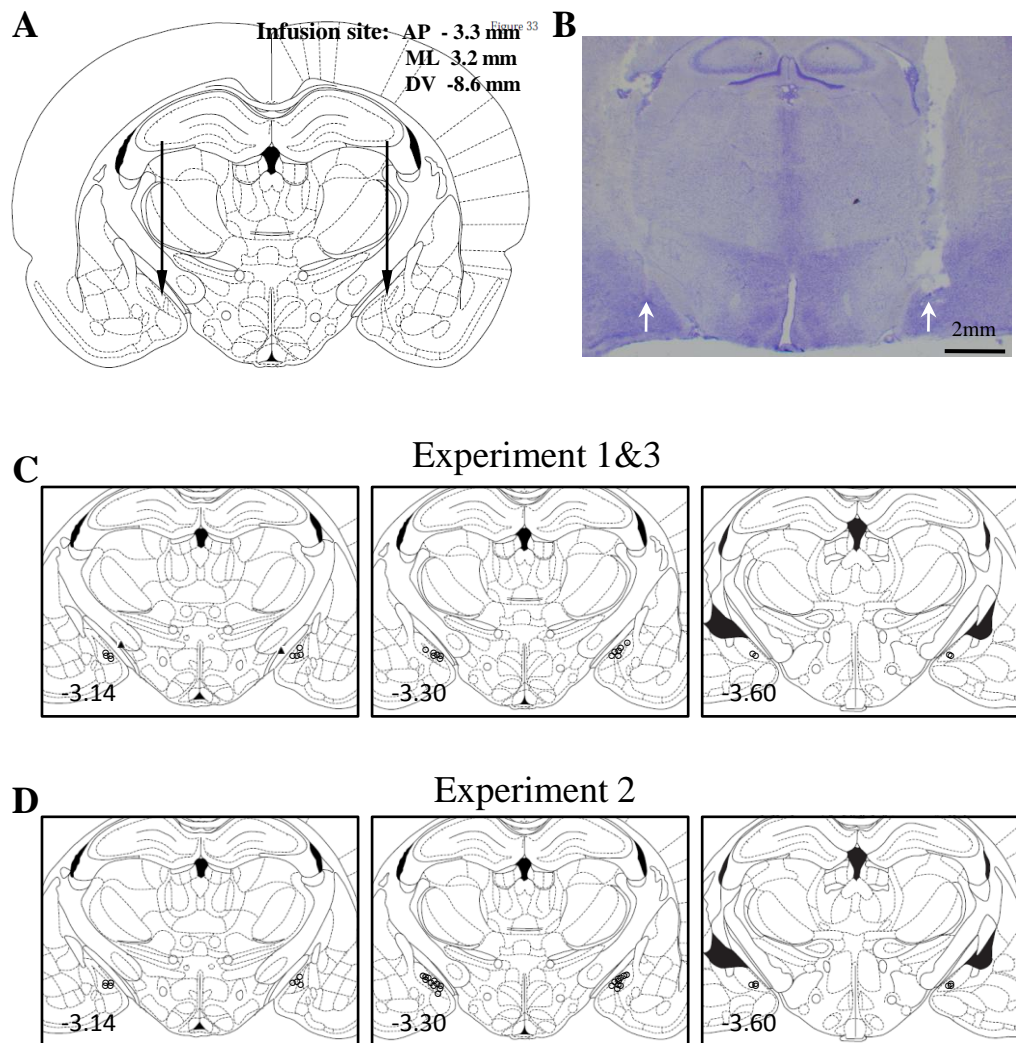 A
Figure 33
Infusion site: AP - 3.3 mm
ML 3.2 mm
DV -8.6 mm
B
2mm
C
Experiment 1&3
-3.14
-3.30
-3.60
D
Experiment 2
-3.14
-3.30
-3.60